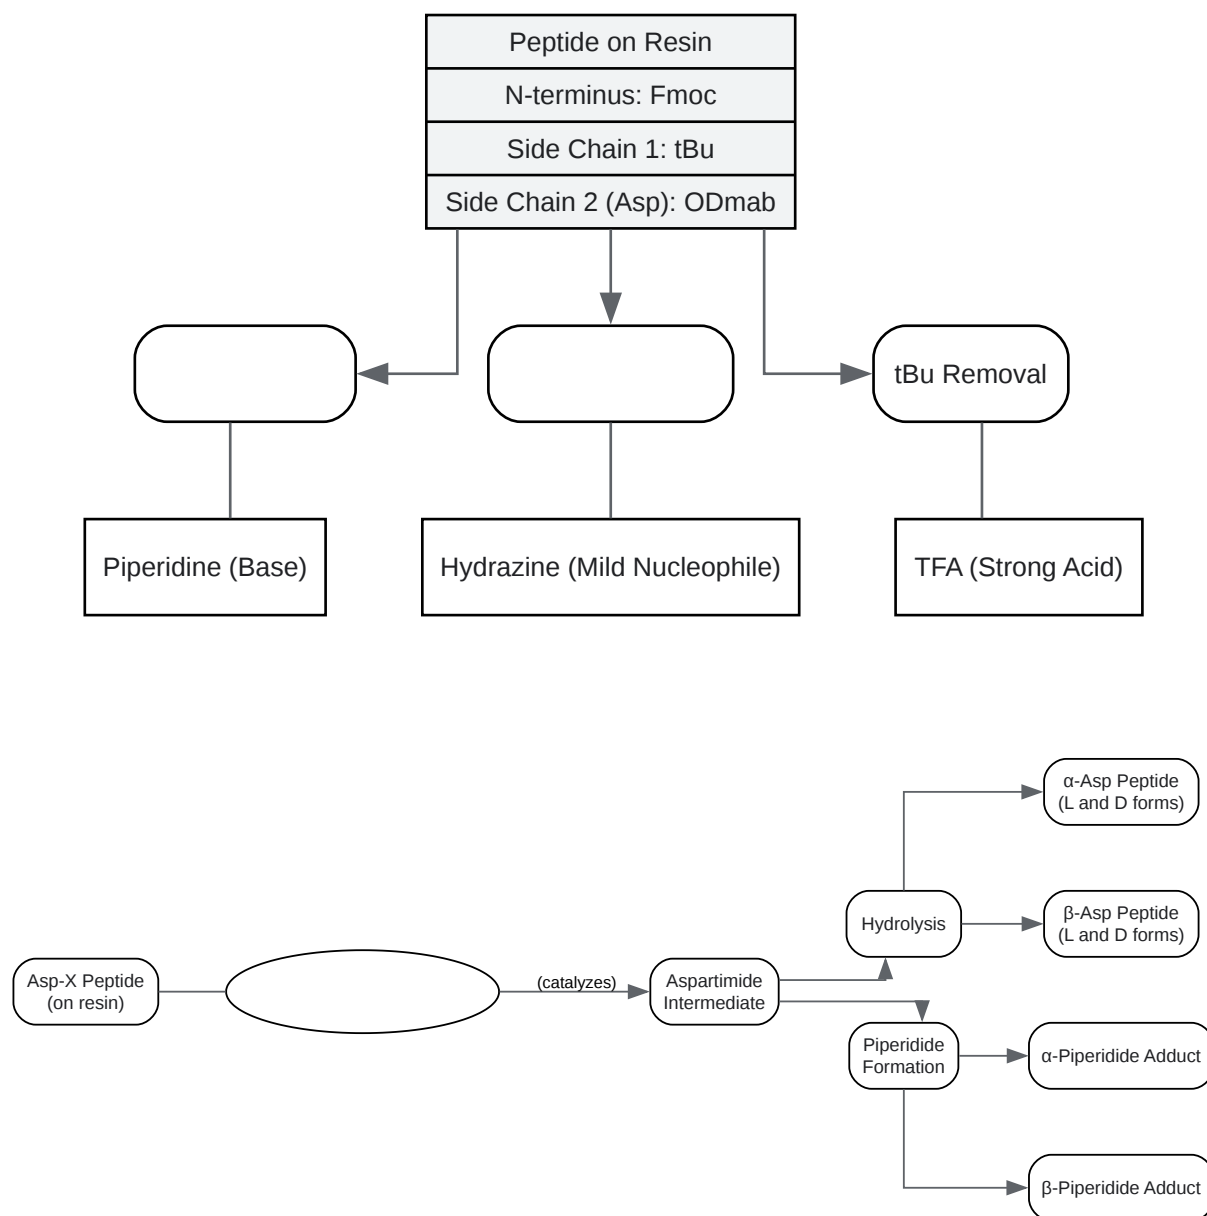 Peptide on Resin
N-terminus: Fmoc
Side Chain 1: tBu
Side Chain 2 (Asp): ODmab
tBu Removal
Piperidine (Base)
Hydrazine (Mild Nucleophile)
TFA (Strong Acid)
α-Asp Peptide
(L and D forms)
Hydrolysis
β-Asp Peptide
(L and D forms)
Asp-X Peptide
(on resin)
(catalyzes)
Aspartimide
Intermediate
Piperidide
Formation
α-Piperidide Adduct
β-Piperidide Adduct